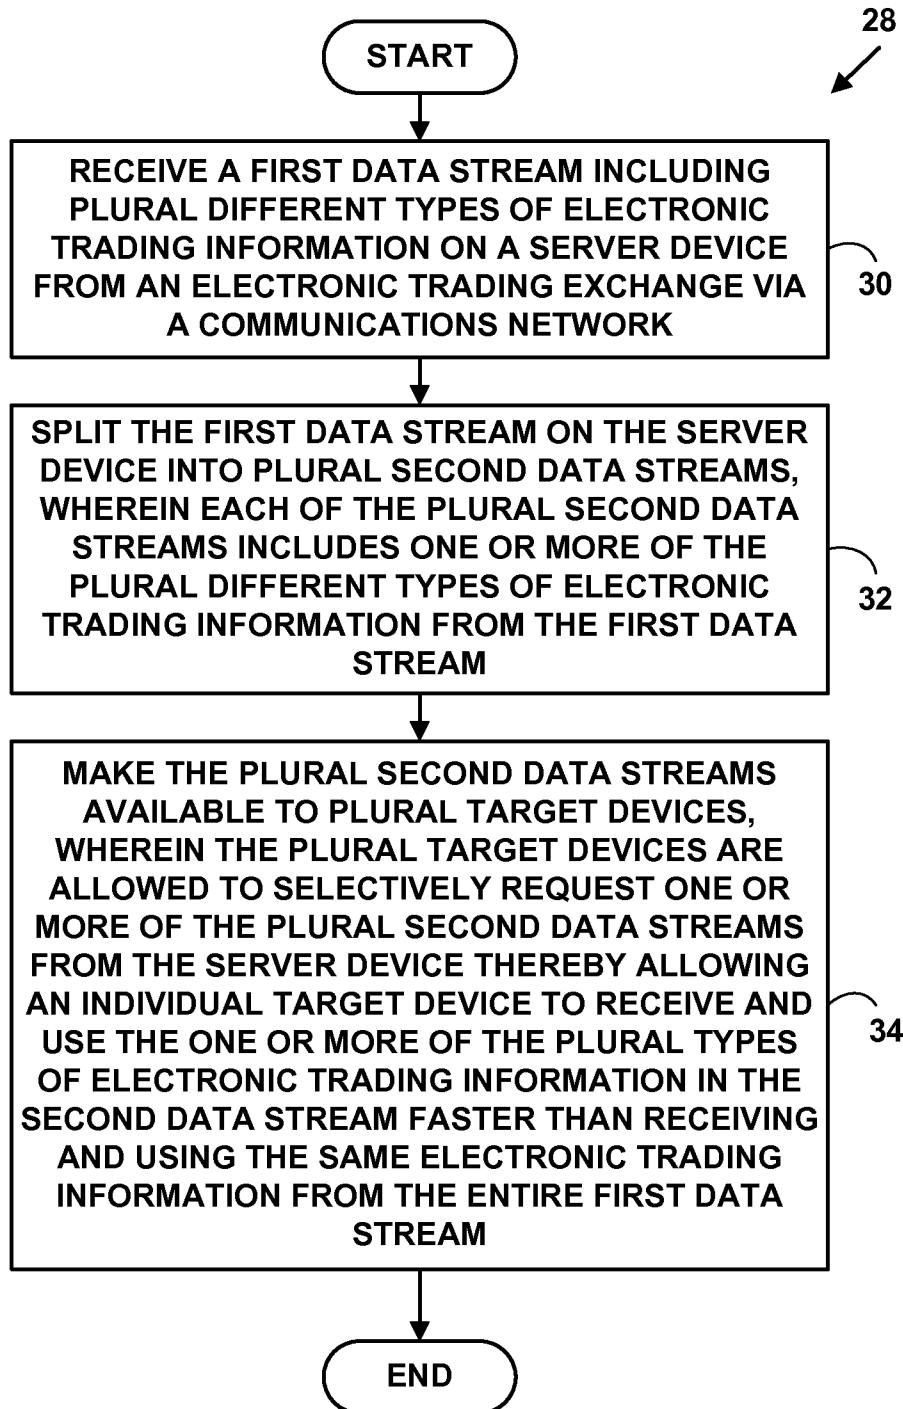 28
START
RECEIVE A FIRST DATA STREAM INCLUDING
PLURAL DIFFERENT TYPES OF ELECTRONIC
TRADING INFORMATION ON A SERVER DEVICE
FROM AN ELECTRONIC TRADING EXCHANGE VIA
A COMMUNICATIONS NETWORK
30
SPLIT THE FIRST DATA STREAM ON THE SERVER
DEVICE INTO PLURAL SECOND DATA STREAMS,
WHEREIN EACH OF THE PLURAL SECOND DATA
STREAMS INCLUDES ONE OR MORE OF THE
PLURAL DIFFERENT TYPES OF ELECTRONIC
TRADING INFORMATION FROM THE FIRST DATA
STREAM
32
MAKE THE PLURAL SECOND DATA STREAMS
AVAILABLE TO PLURAL TARGET DEVICES,
WHEREIN THE PLURAL TARGET DEVICES ARE
ALLOWED TO SELECTIVELY REQUEST ONE OR
MORE OF THE PLURAL SECOND DATA STREAMS
FROM THE SERVER DEVICE THEREBY ALLOWING
AN INDIVIDUAL TARGET DEVICE TO RECEIVE AND
USE THE ONE OR MORE OF THE PLURAL TYPES
OF ELECTRONIC TRADING INFORMATION IN THE
SECOND DATA STREAM FASTER THAN RECEIVING
AND USING THE SAME ELECTRONIC TRADING
INFORMATION FROM THE ENTIRE FIRST DATA
STREAM
34
END